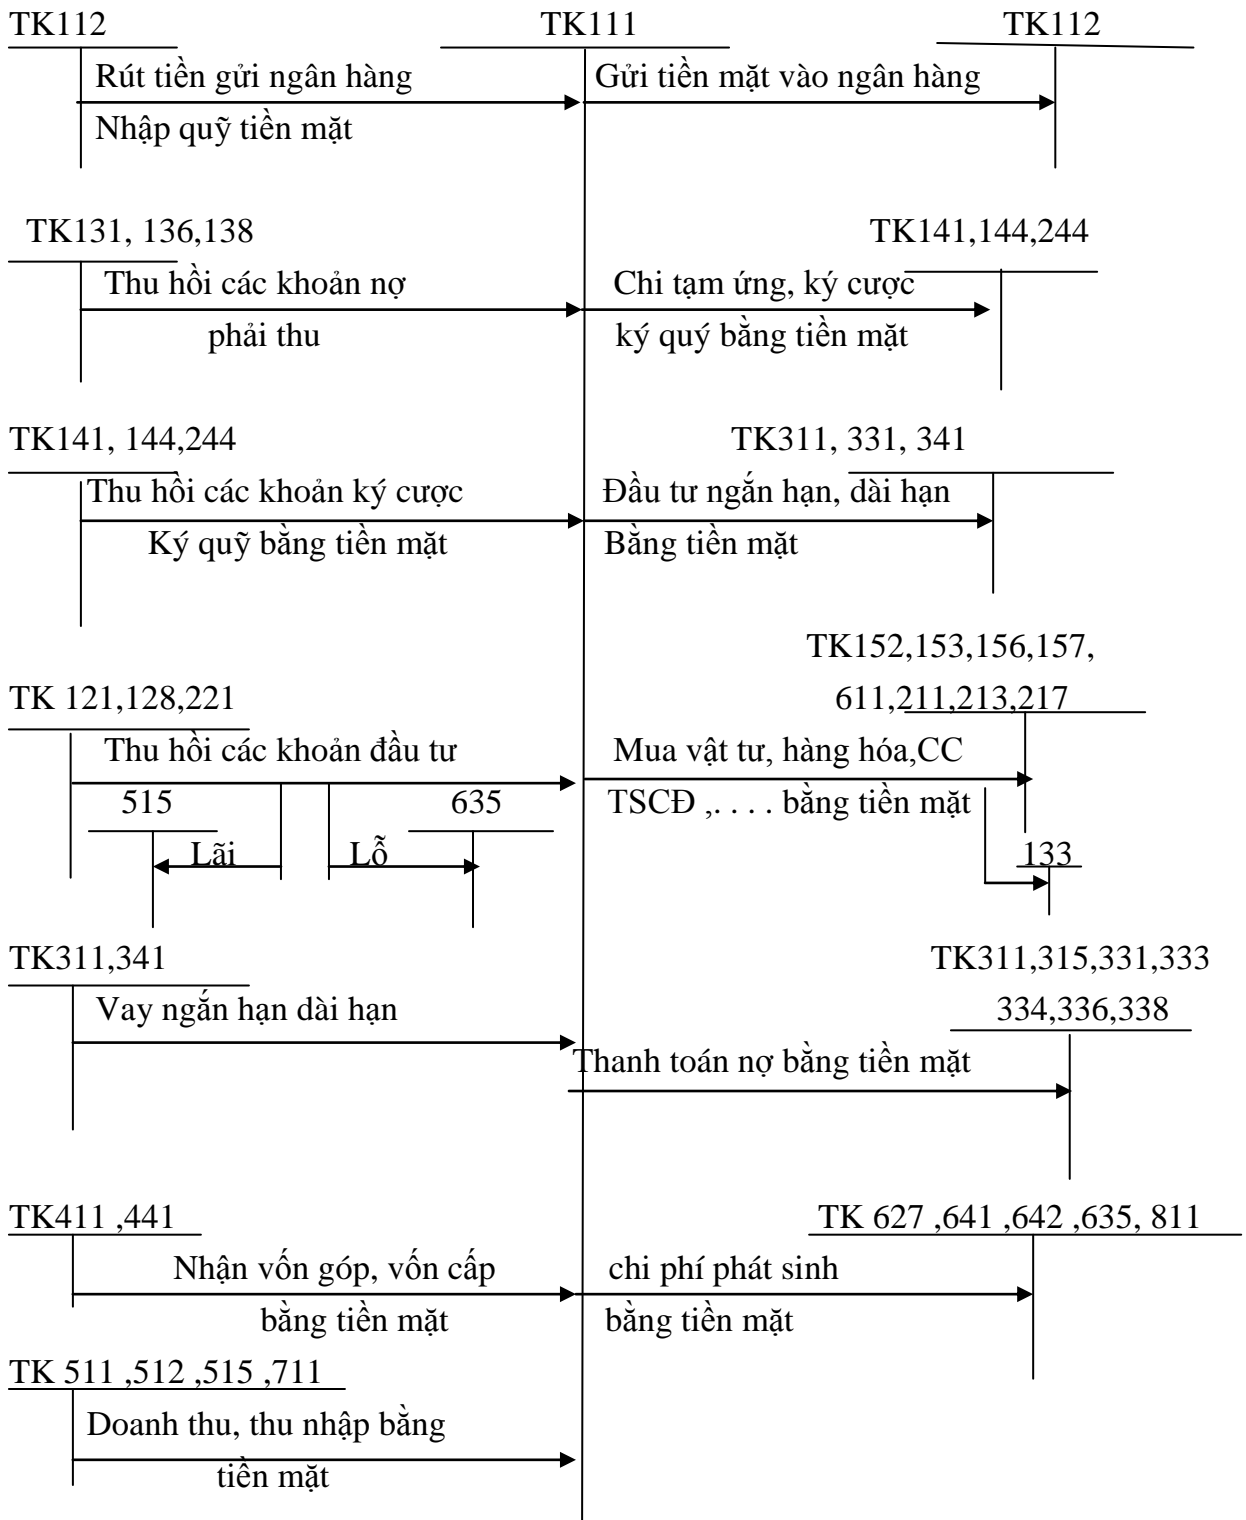 TK112 TK111 TK112
Rút tiền gửi ngân hàng Gửi tiền mặt vào ngân hàng
Nhập quỹ tiền mặt
TK131, 136,138 TK141,144,244
Thu hồi các khoản nợ Chi tạm ứng, ký cược
phải thu ký quý bằng tiền mặt
TK141, 144,244 TK311, 331, 341
Thu hồi các khoản ký cược Đầu tư ngắn hạn, dài hạn
Ký quỹ bằng tiền mặt Bằng tiền mặt
TK152,153,156,157,
TK 121,128,221 611,211,213,217
Thu hồi các khoản đầu tư Mua vật tư, hàng hóa,CC
515 635 TSCĐ ,. . . . bằng tiền mặt
Lãi Lỗ 133
TK311,341 TK311,315,331,333
Vay ngắn hạn dài hạn 334,336,338
Thanh toán nợ bằng tiền mặt
TK411 ,441 TK 627 ,641 ,642 ,635, 811
Nhận vốn góp, vốn cấp chi phí phát sinh
bằng tiền mặt bằng tiền mặt
TK 511 ,512 ,515 ,711
Doanh thu, thu nhập bằng
tiền mặt